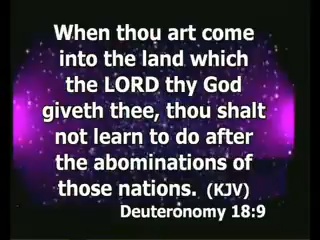 When thou art come
into the land which
the LORD thy God
giveth thee, thou shalt
not learn to do after
the abominations of
those nations. (KJV)
Deuteronomy 18:9